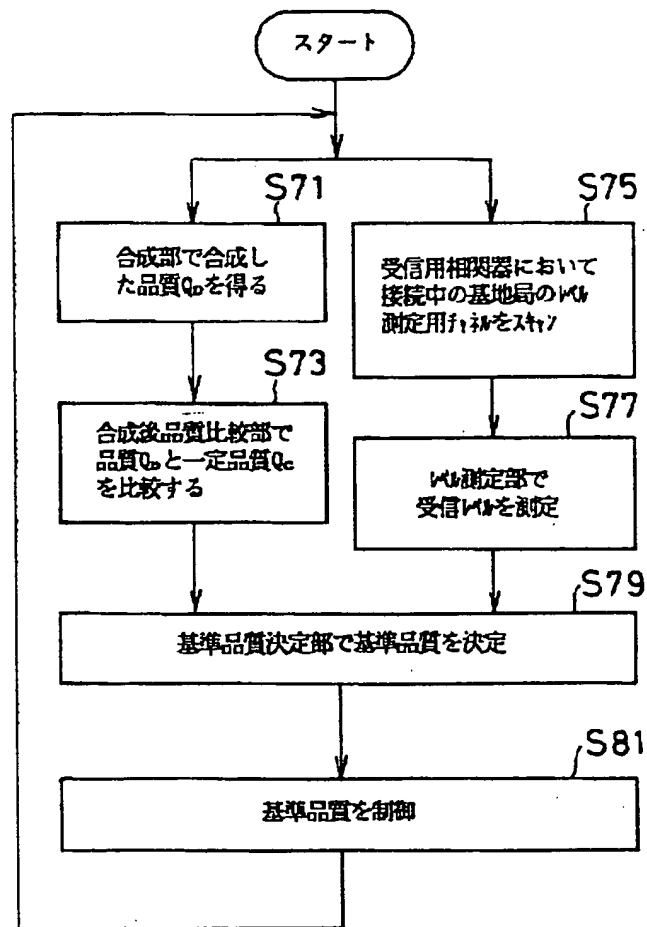 スタート
S71
合成部で合成し
た品質QDを得る
S75
受信用相関器において
接続中の基地局のﾚﾍﾞﾙ
測定用ﾁｬﾈﾙをｽｷｬﾝ
S73
合成後品質比較部で
品質QDと一定品質QC
を比較する
S77
ﾚﾍﾞﾙ測定部で
受信ﾚﾍﾞﾙを測定
S79
基準品質決定部で基準品質を決定
S81
基準品質を制御